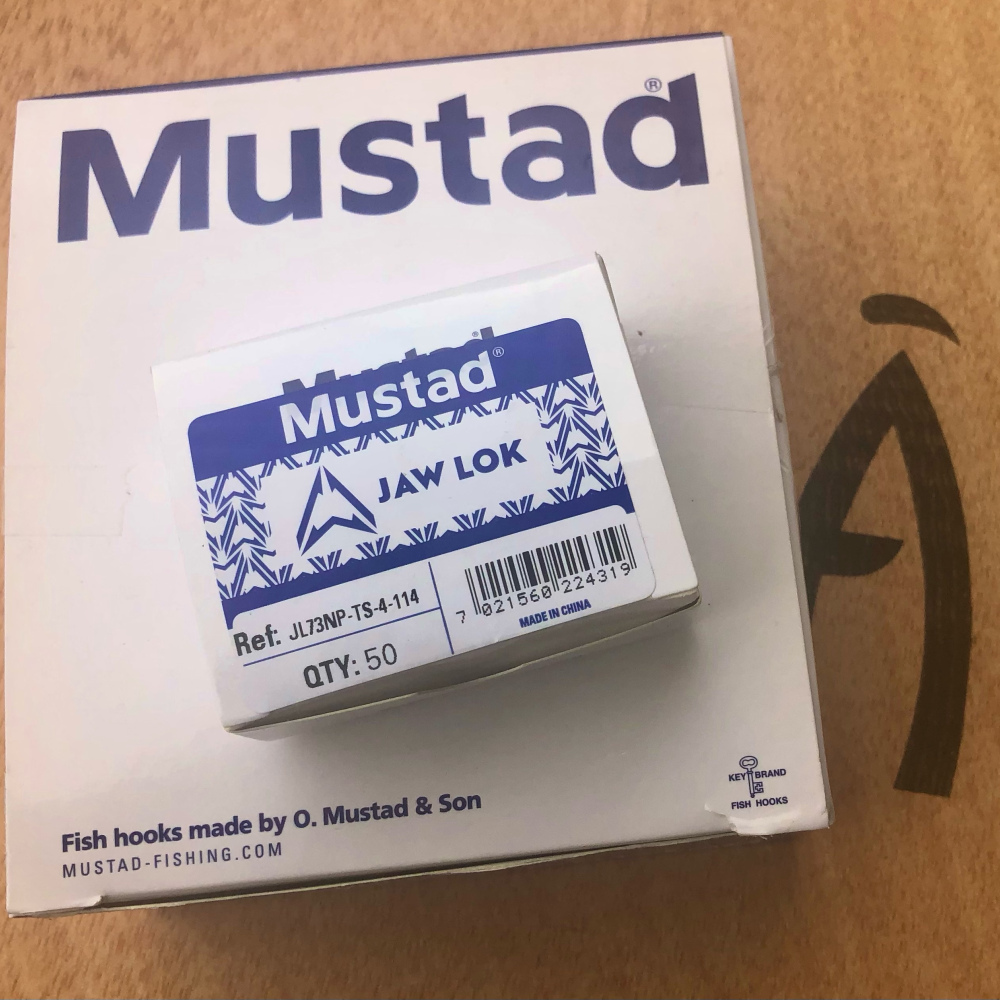 Mustad®
Mustad®
Mustad®
JAW LOK
Ref: JL73NP-TS-4-114
QTY: 50
7 021560 224319
MADE IN CHINA
KEY BRAND
FISH HOOKS
Fish hooks made by O. Mustad & Son
MUSTAD-FISHING.COM